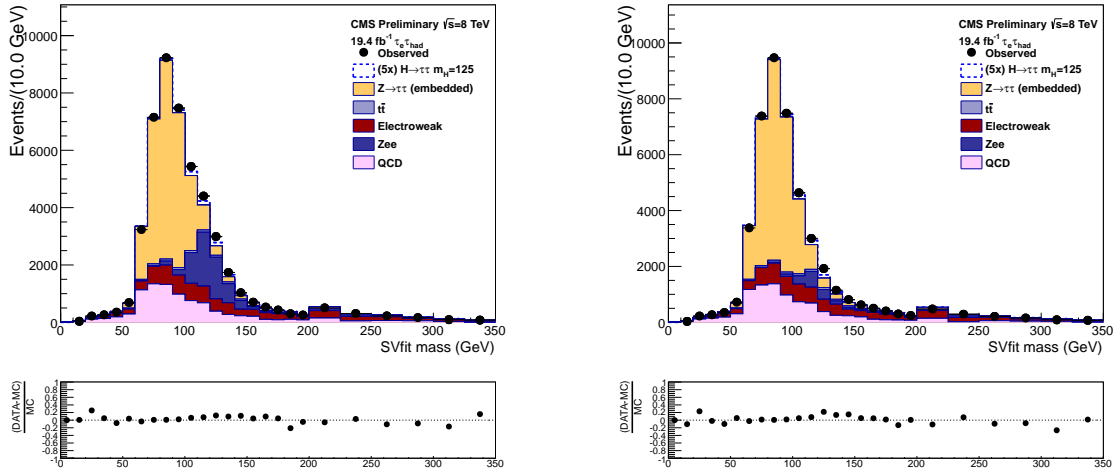 Events/(10.0 GeV)
10000
8000
6000
4000
2000
0
CMS Preliminary √s=8 TeV
19.4 fb⁻¹ τₑτ_had
Observed
(5x) H→ττ m_H=125
Z→ττ (embedded)
tt̄
Electroweak
Zee
QCD
0 50 100 150 200 250 300 350
SVfit mass (GeV)
(DATA-MC)
MC
1
0.8
0.6
0.4
0.2
0
-0.2
-0.4
-0.6
-0.8
-1
0 50 100 150 200 250 300 350
Events/(10.0 GeV)
10000
8000
6000
4000
2000
0
CMS Preliminary √s=8 TeV
19.4 fb⁻¹ τₑτ_had
Observed
(5x) H→ττ m_H=125
Z→ττ (embedded)
tt̄
Electroweak
Zee
QCD
0 50 100 150 200 250 300 350
SVfit mass (GeV)
(DATA-MC)
MC
1
0.8
0.6
0.4
0.2
0
-0.2
-0.4
-0.6
-0.8
-1
0 50 100 150 200 250 300 350